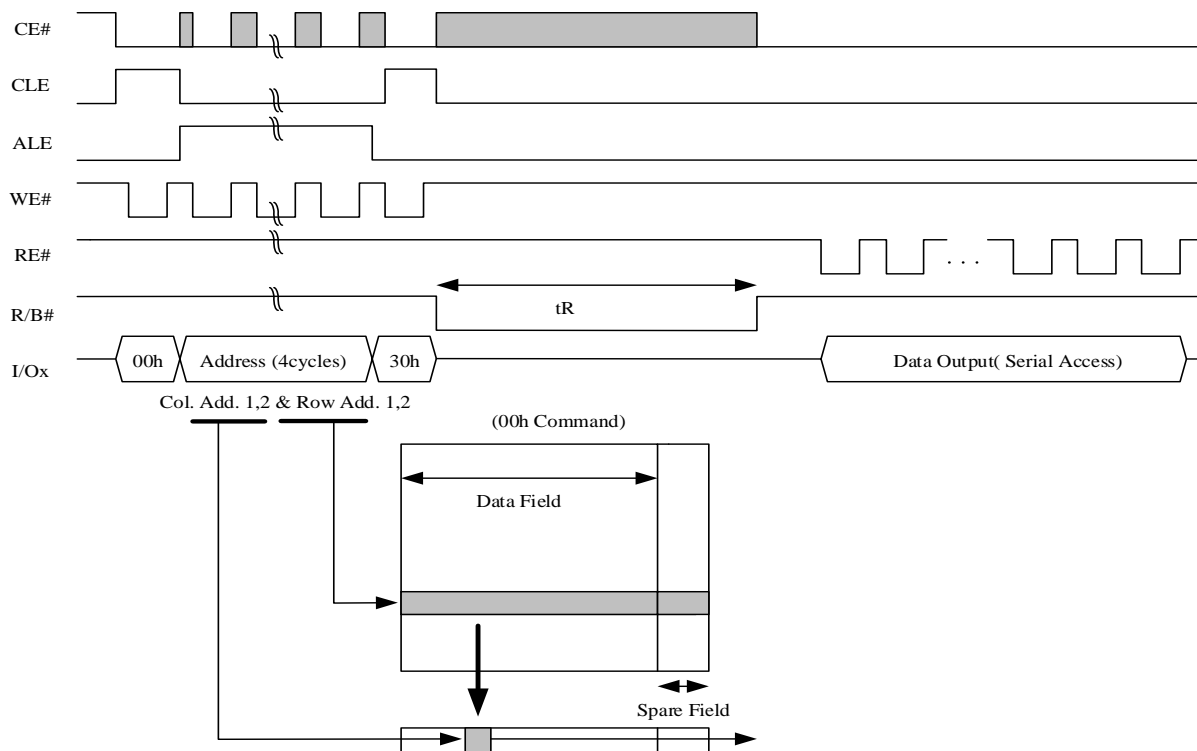 CE#
CLE
ALE
WE#
RE#
. . .
R/B#
tR
I/Ox
00h
Address (4cycles)
30h
Data Output( Serial Access)
Col. Add. 1,2 & Row Add. 1,2
(00h Command)
Data Field
Spare Field